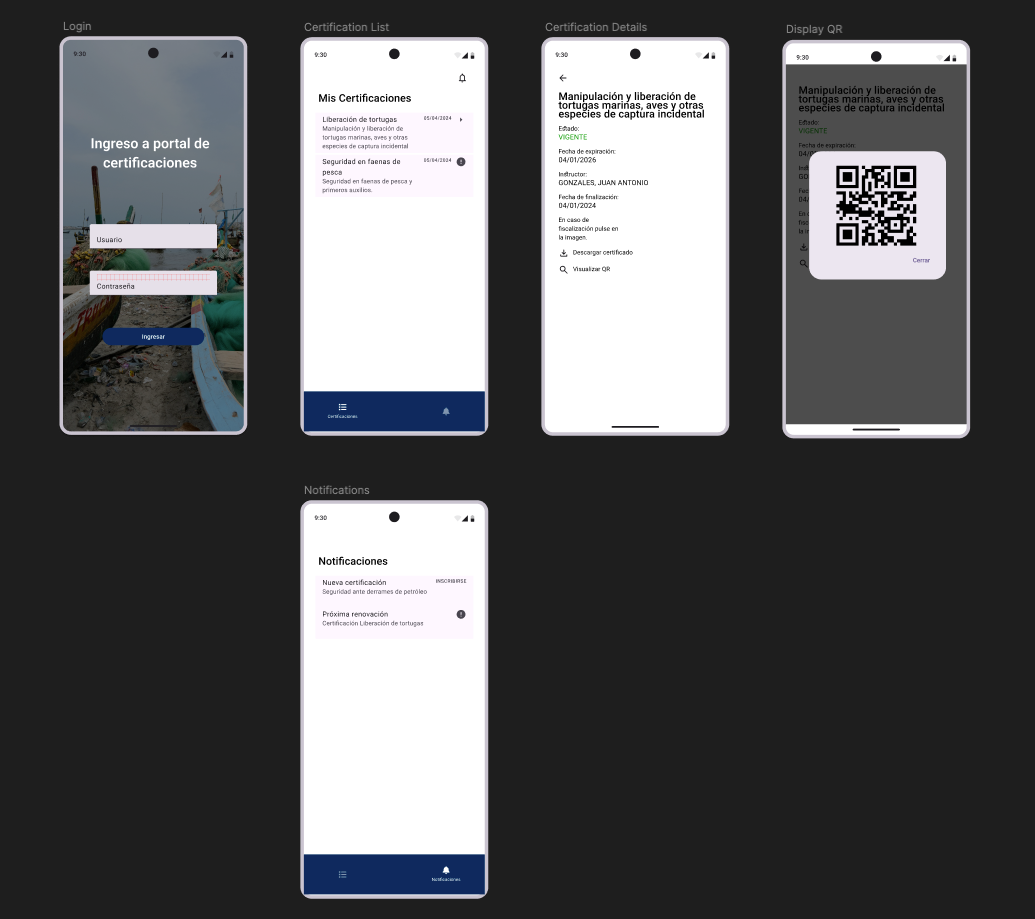 Login
9:30
Ingreso a portal de
certificaciones
Usuario
Contraseña
Ingresar
Certification List
9:30
Mis Certificaciones
Liberación de tortugas
05/04/2024
Manipulación y liberación de
tortugas marinas, aves y otras
especies de captura incidental
Seguridad en faenas de
pesca
05/04/2024
Seguridad en faenas de pesca y
primeros auxilios.
Certificaciones
Certification Details
9:30
Manipulación y liberación de
tortugas marinas, aves y otras
especies de captura incidental
Estado:
VIGENTE
Fecha de expiración:
04/01/2026
Instructor:
GONZALES, JUAN ANTONIO
Fecha de finalización:
04/01/2024
En caso de
fiscalización pulse en
la imagen.
Descargar certificado
Visualizar QR
Display QR
9:30
Manipulación y liberación de
tortugas marinas, aves y otras
especies de captura incidental
Estado:
VIGENTE
Fecha de expiración:
Cerrar
Notifications
9:30
Notificaciones
Nueva certificación
INSCRIBIRSE
Seguridad ante derrames de petróleo
Próxima renovación
Certificación Liberación de tortugas
Notificaciones